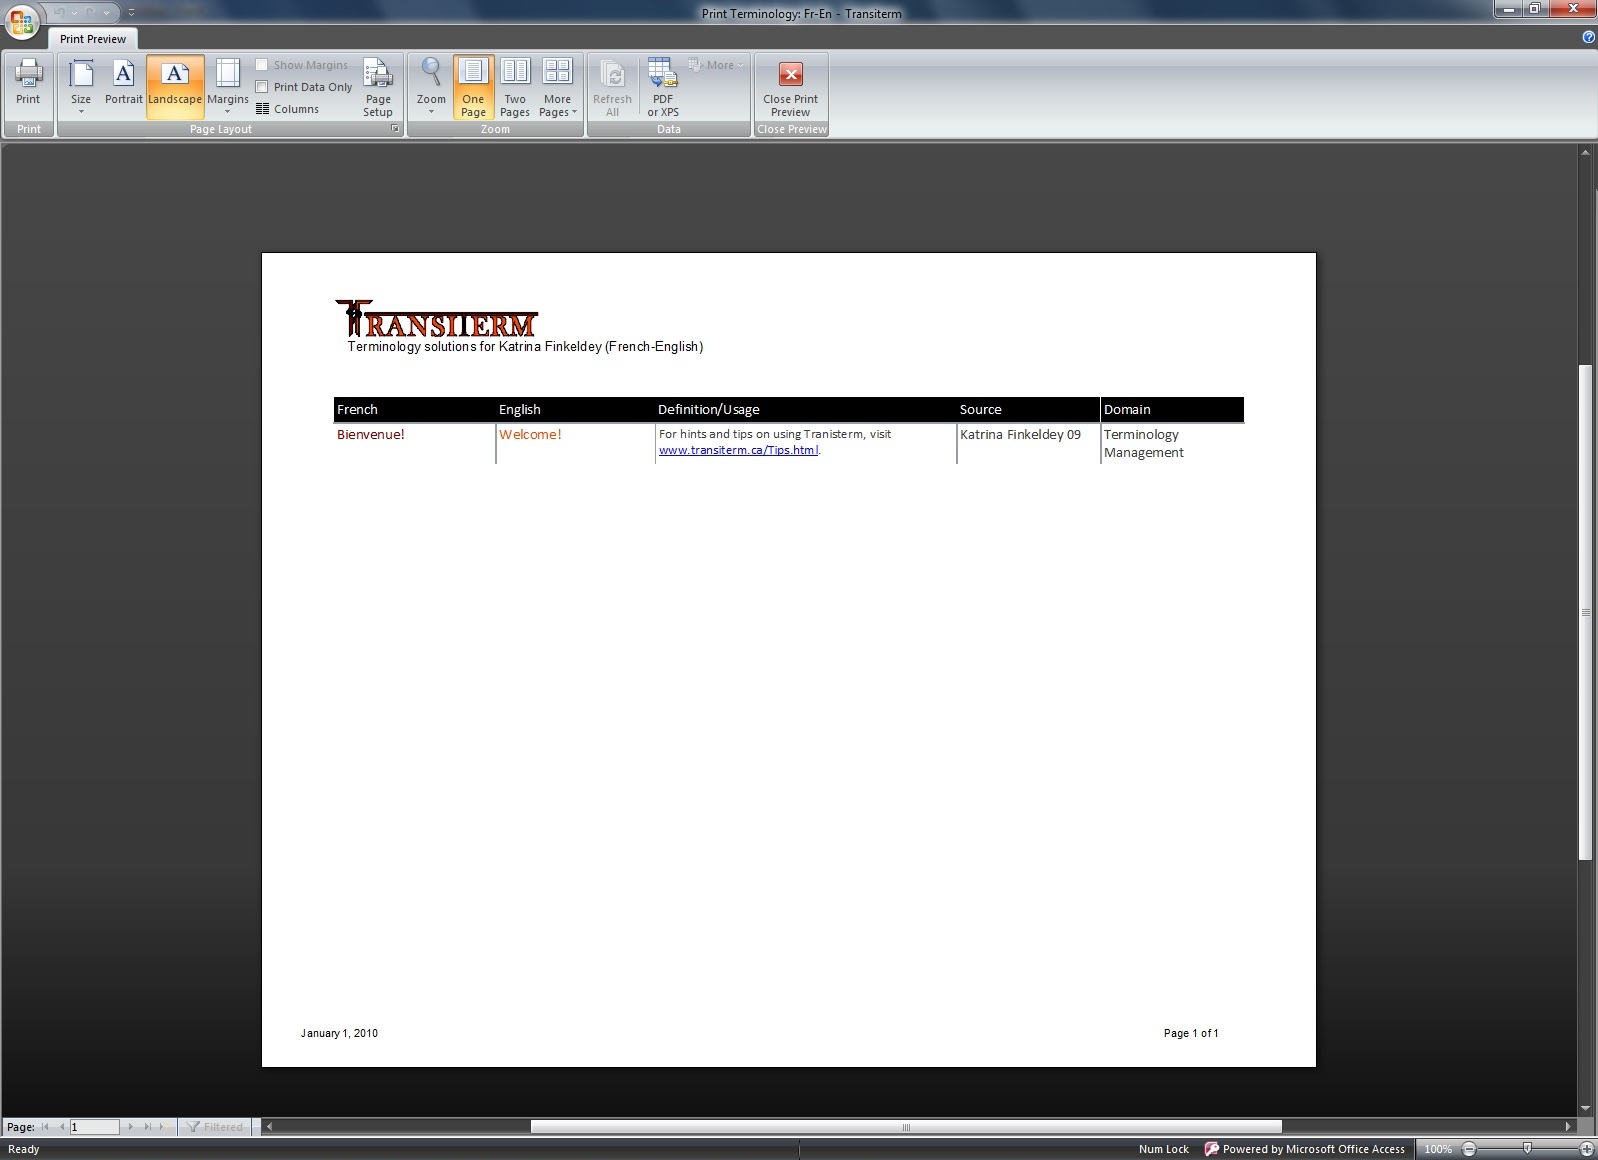 Print Terminology: Fr-En - Transiterm
Print Preview
Print
Size
Portrait
Landscape
Margins
Show Margins
Print Data Only
Columns
Page
Setup
Zoom
One
Page
Two
Pages
More
Pages
Refresh
All
PDF
or XPS
More
Close Print
Preview
Print
Page Layout
Zoom
Data
Close Preview
TRANSITERM
Terminology solutions for Katrina Finkeldey (French-English)
French English Definition/Usage Source Domain
Bienvenue! Welcome! For hints and tips on using Tranisterm, visit Katrina Finkeldey 09 Terminology
www.transiterm.ca/Tips.html. Management
January 1, 2010 Page 1 of 1
Page: 1 Filtered
Ready Num Lock Powered by Microsoft Office Access 100%